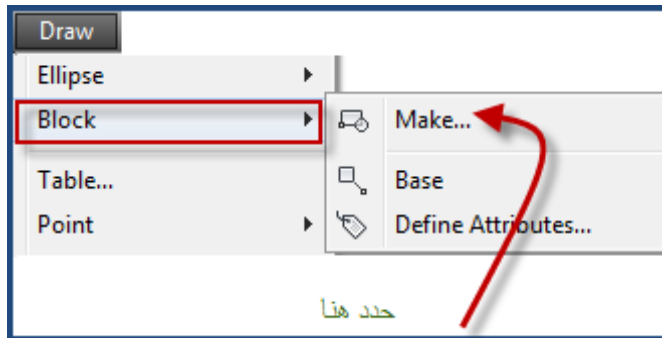 Draw
Ellipse
Block
Make...
Table...
Base
Point
Define Attributes...
حدد هنا